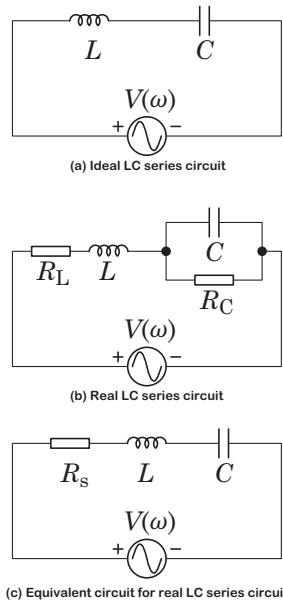 L C
V(ω)
+ −
(a) Ideal LC series circuit
C
R_L L
R_C
V(ω)
+ −
(b) Real LC series circuit
R_s L C
V(ω)
+ −
(c) Equivalent circuit for real LC series circui